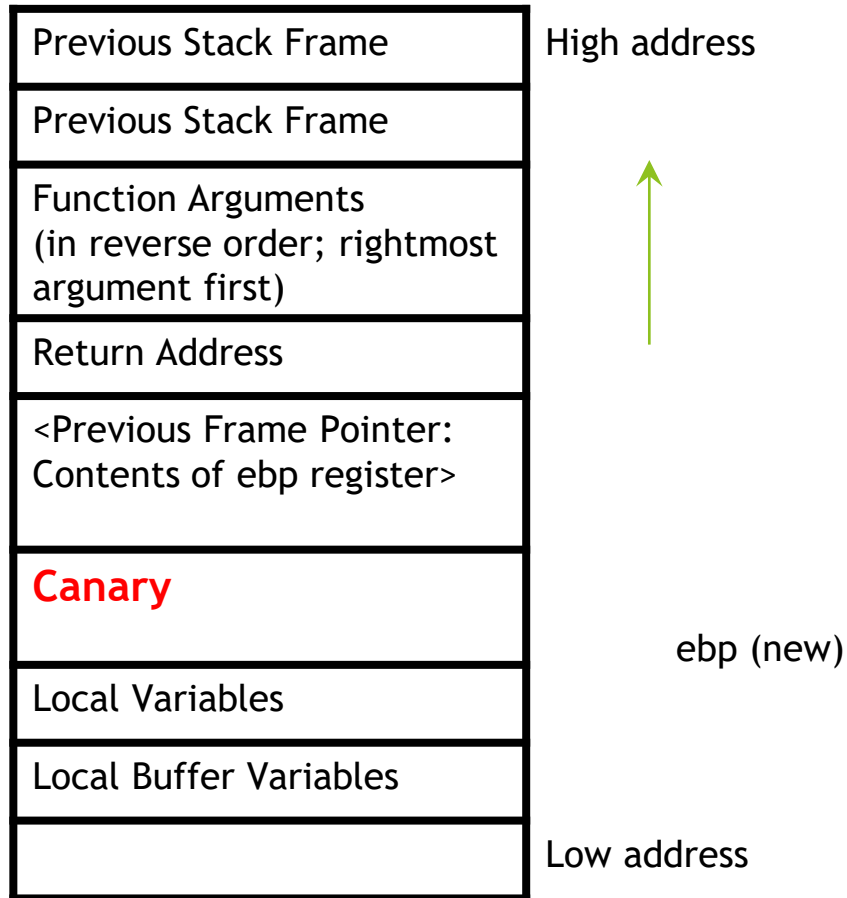 Previous Stack Frame
High address
Previous Stack Frame
Function Arguments
(in reverse order; rightmost
argument first)
Return Address
<Previous Frame Pointer:
Contents of ebp register>
Canary
ebp (new)
Local Variables
Local Buffer Variables
Low address